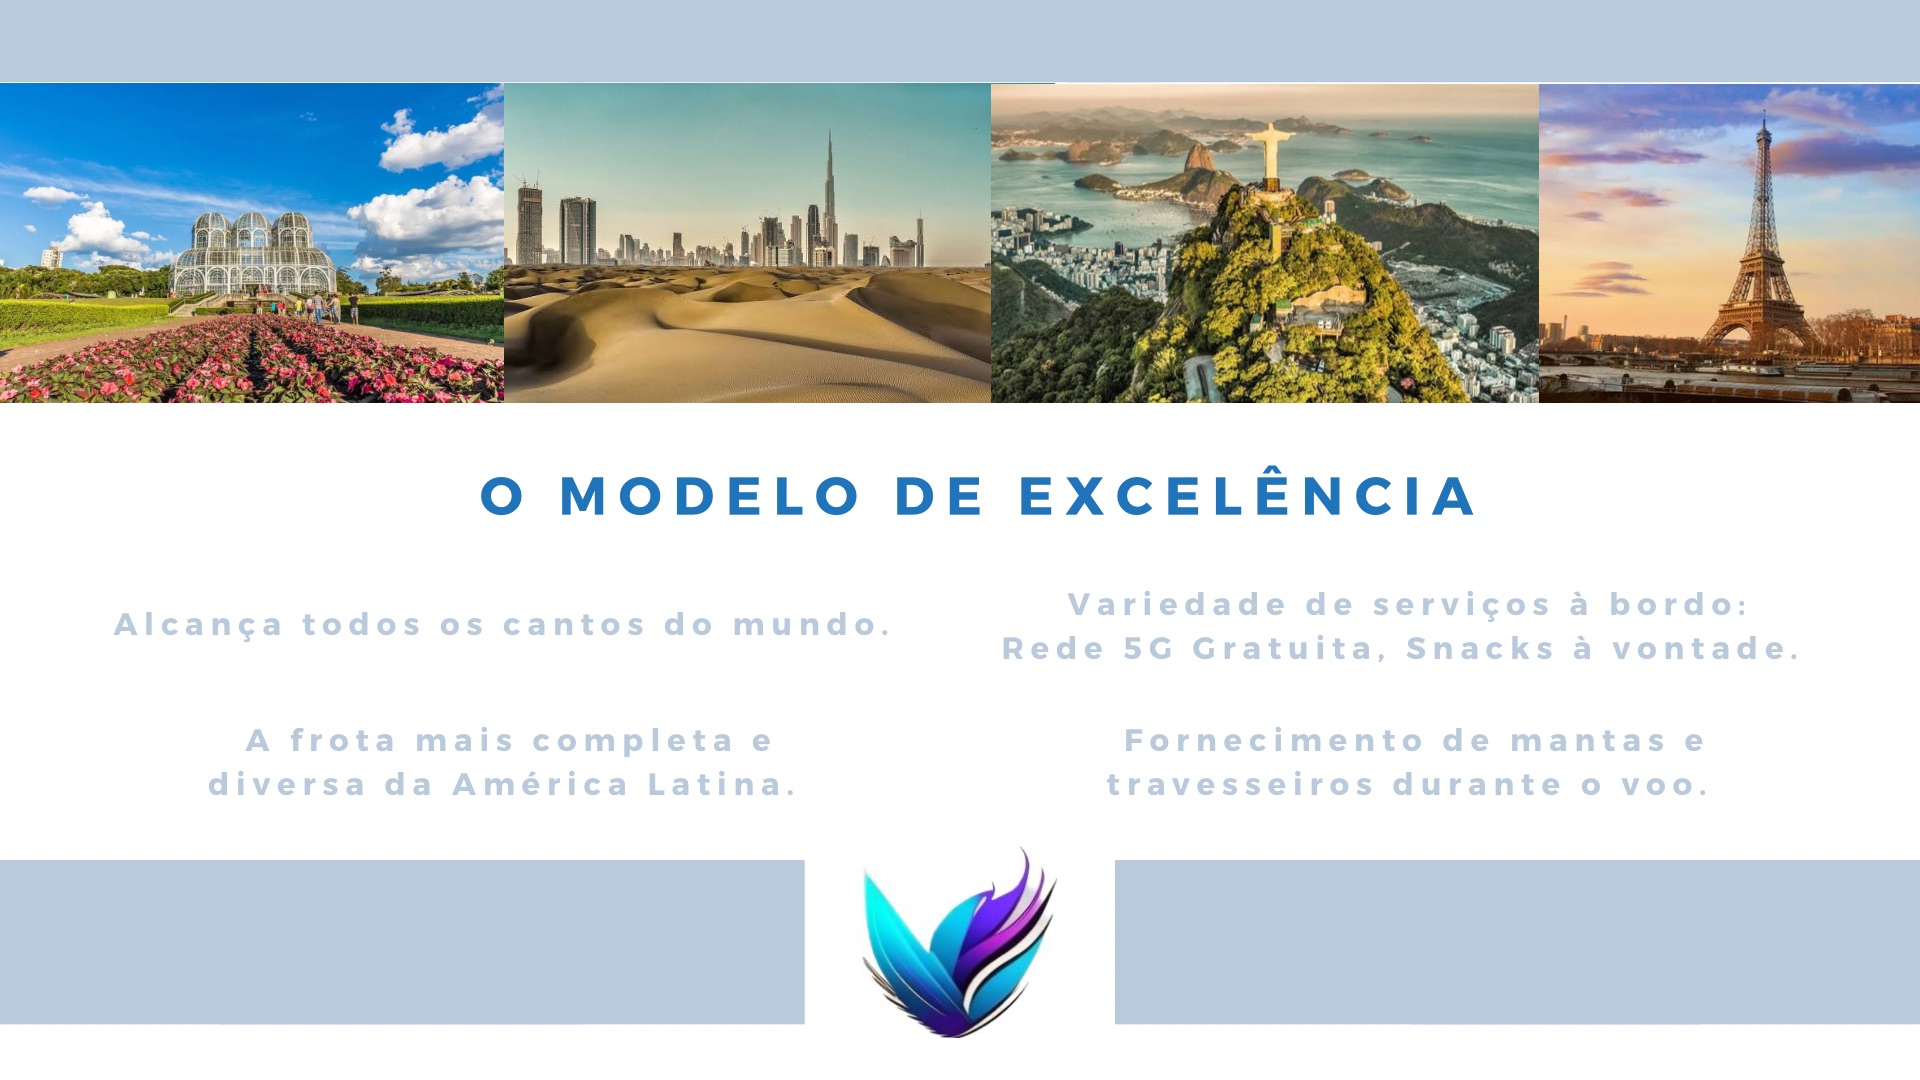 O MODELO DE EXCELÊNCIA
Alcança todos os cantos do mundo.
Variedade de serviços à bordo:
Rede 5G Gratuita, Snacks à vontade.
A frota mais completa e
diversa da América Latina.
Fornecimento de mantas e
travesseiros durante o voo.